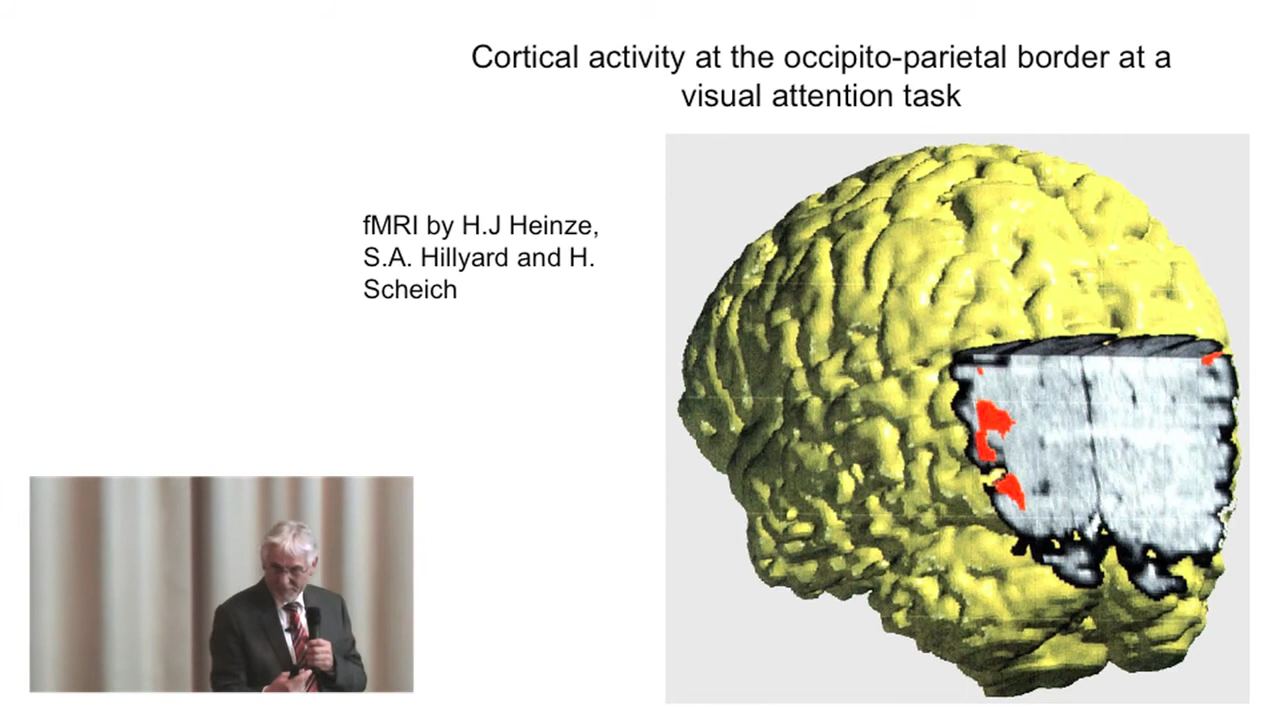 Cortical activity at the occipito-parietal border at a
visual attention task
fMRI by H.J Heinze,
S.A. Hillyard and H.
Scheich